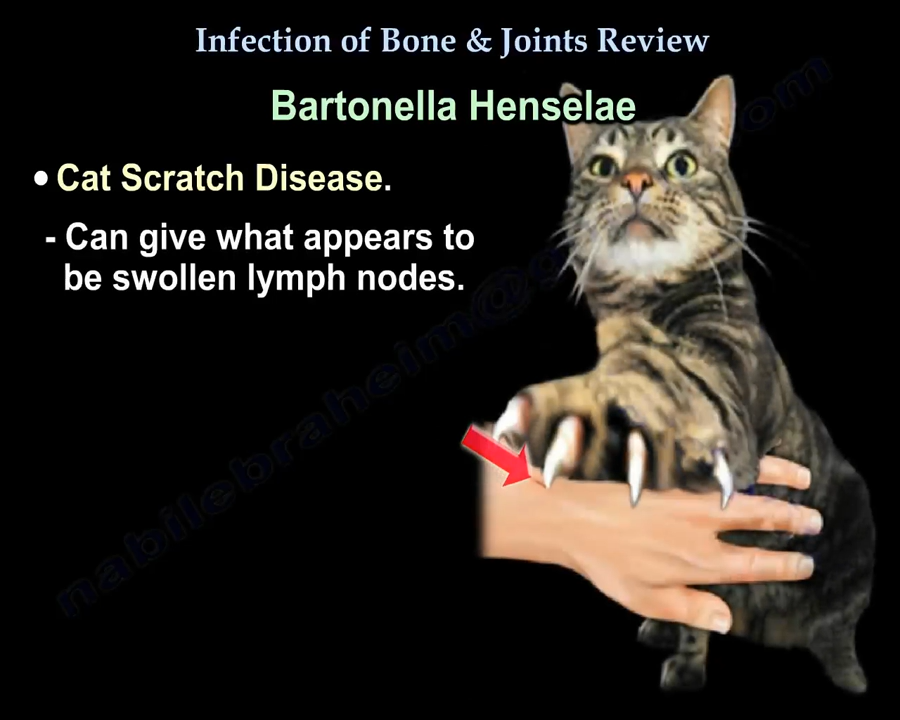 Infection of Bone & Joints Review
Bartonella Henselae
• Cat Scratch Disease.
- Can give what appears to
be swollen lymph nodes.